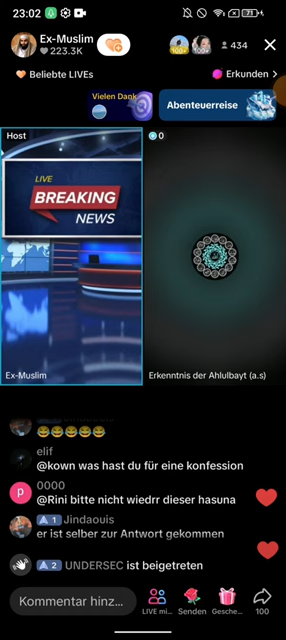 23:02
71
Ex-Muslim
223.3K
100+
100+
434
Beliebte LIVEs
Erkunden >
Vielen Dank
Abenteuerreise
Host
0
LIVE
BREAKING
NEWS
Ex-Muslim
Erkenntnis der Ahlulbayt (a.s)
elif
@kown was hast du für eine konfession
p
0000
@Rini bitte nicht wiedrr dieser hasuna
1 Jindaouis
er ist selber zur Antwort gekommen
2 UNDERSEC ist beigetreten
Kommentar hinz...
LIVE mi...
Senden
Gesche...
100